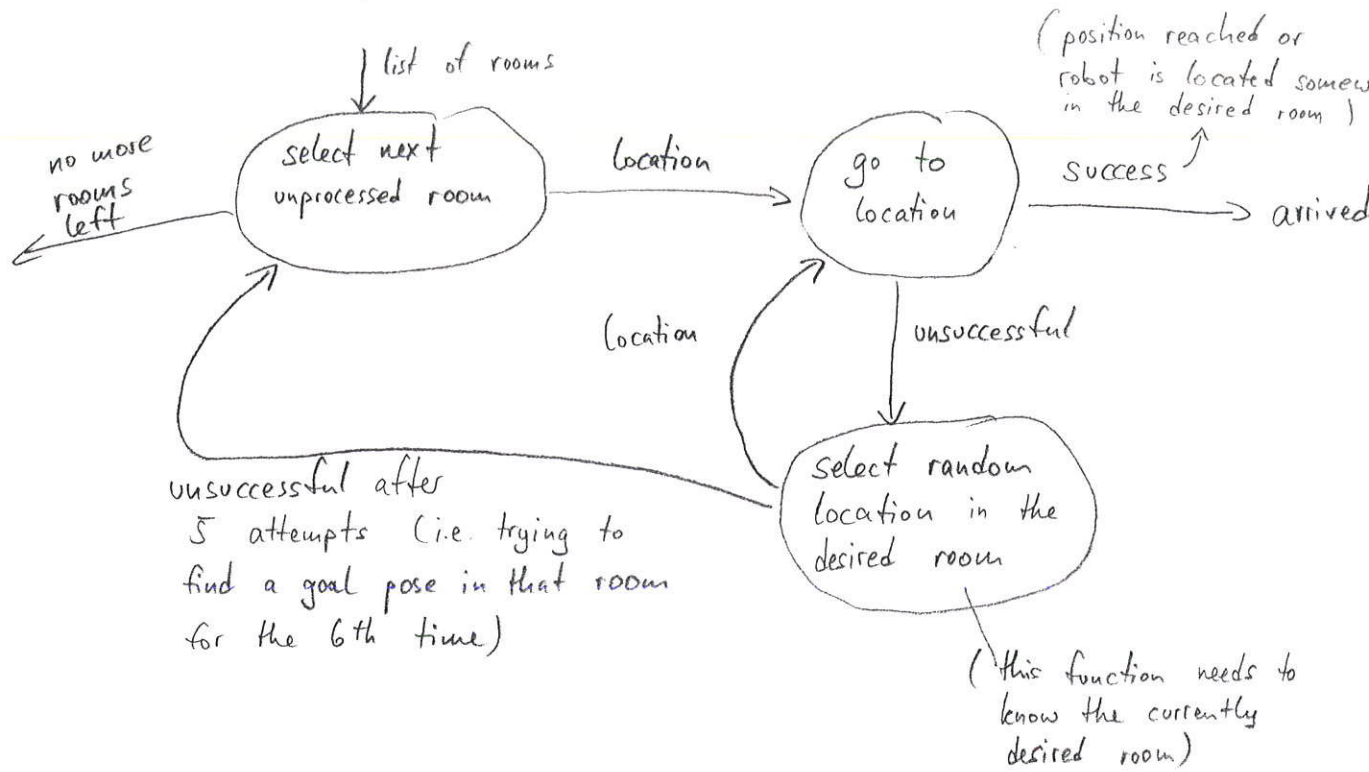 list of rooms
(position reached or
robot is located somew
in the desired room)
no more
rooms
left
select next
unprocessed room
location
go to
location
success
arrived
location
unsuccessful
unsuccessful after
5 attempts (i.e. trying to
find a goal pose in that room
for the 6th time)
select random
location in the
desired room
(this function needs to
know the currently
desired room)